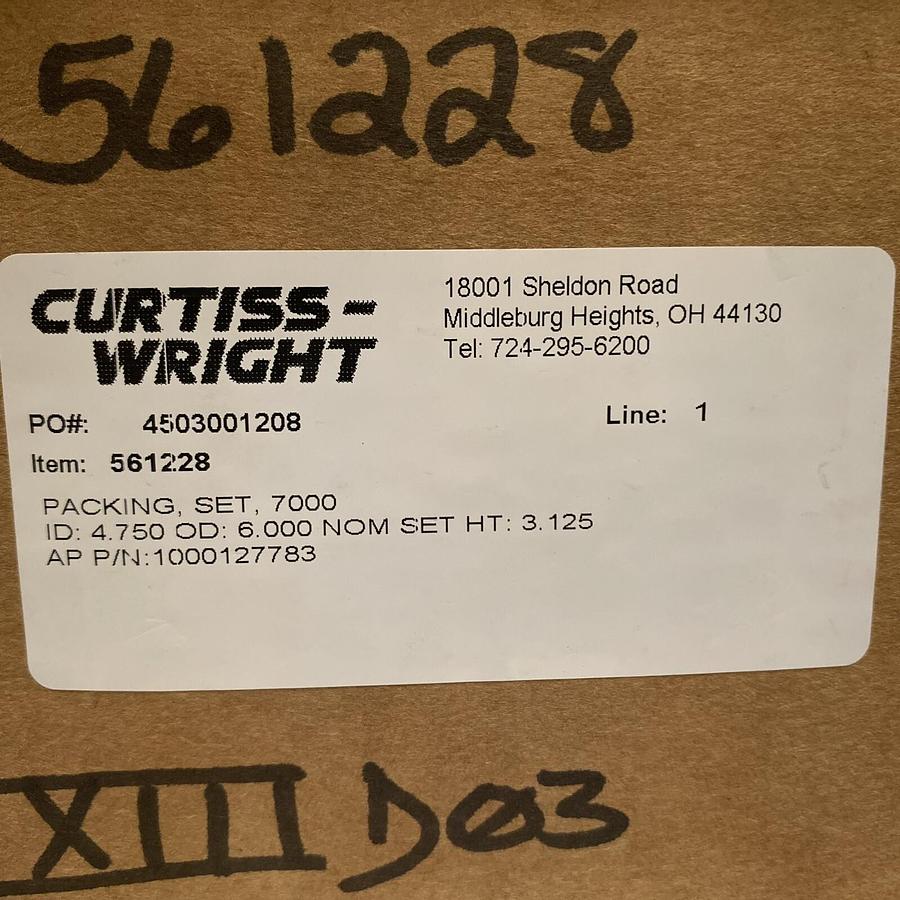 561228
CURTISS-
WRIGHT
18001 Sheldon Road
Middleburg Heights, OH 44130
Tel: 724-295-6200
PO#: 4503001208
Line: 1
Item: 561228
PACKING, SET, 7000
ID: 4.750 OD: 6.000 NOM SET HT: 3.125
AP P/N:1000127783
XIII D03